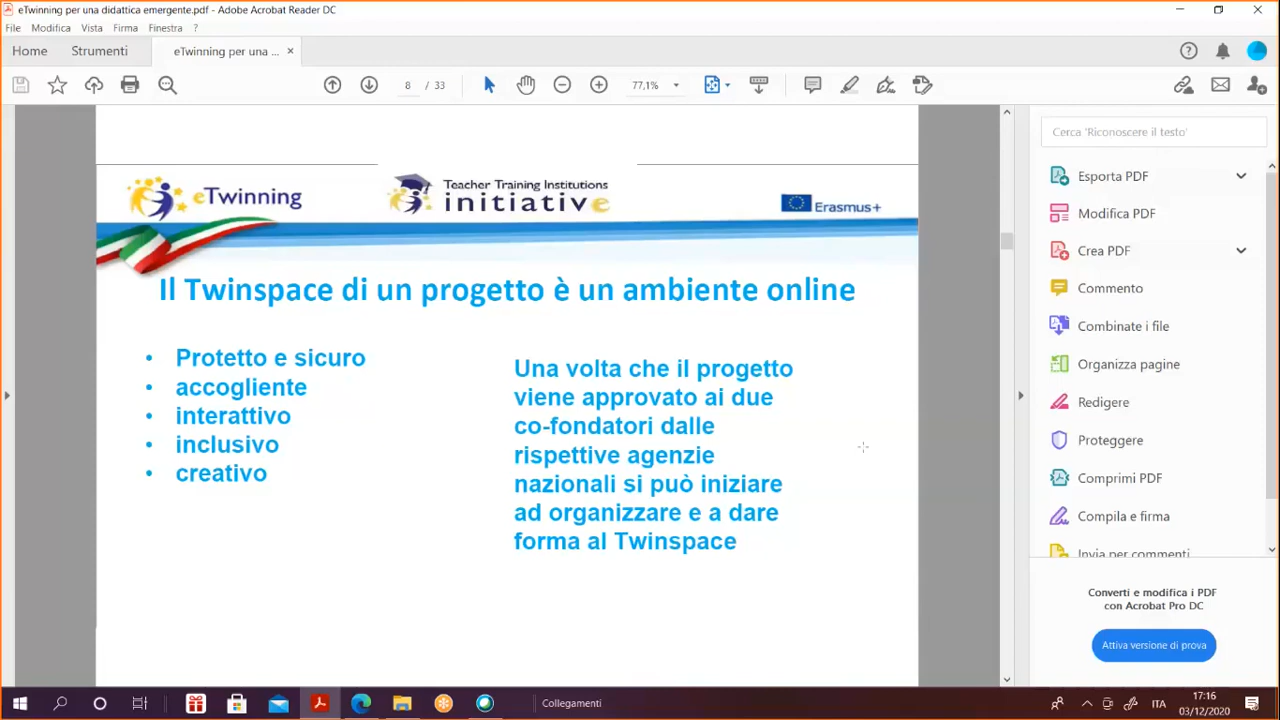 eTwinning per una didattica emergente.pdf - Adobe Acrobat Reader DC
File Modifica Vista Firma Finestra ?
Home Strumenti eTwinning per una ... ×
8 / 33 77,1%
Cerca 'Riconoscere il testo'
eTwinning Teacher Training Institutions
initiative
Erasmus+
Il Twinspace di un progetto è un ambiente online
• Protetto e sicuro
• accogliente
• interattivo
• inclusivo
• creativo
Una volta che il progetto
viene approvato ai due
co-fondatori dalle
rispettive agenzie
nazionali si può iniziare
ad organizzare e a dare
forma al Twinspace
Esporta PDF
Modifica PDF
Crea PDF
Commento
Combinate i file
Organizza pagine
Redigere
Proteggere
Comprimi PDF
Compila e firma
Invia per commenti
Converti e modifica i PDF
con Acrobat Pro DC
Attiva versione di prova
Collegamenti
ITA
17:16
03/12/2020